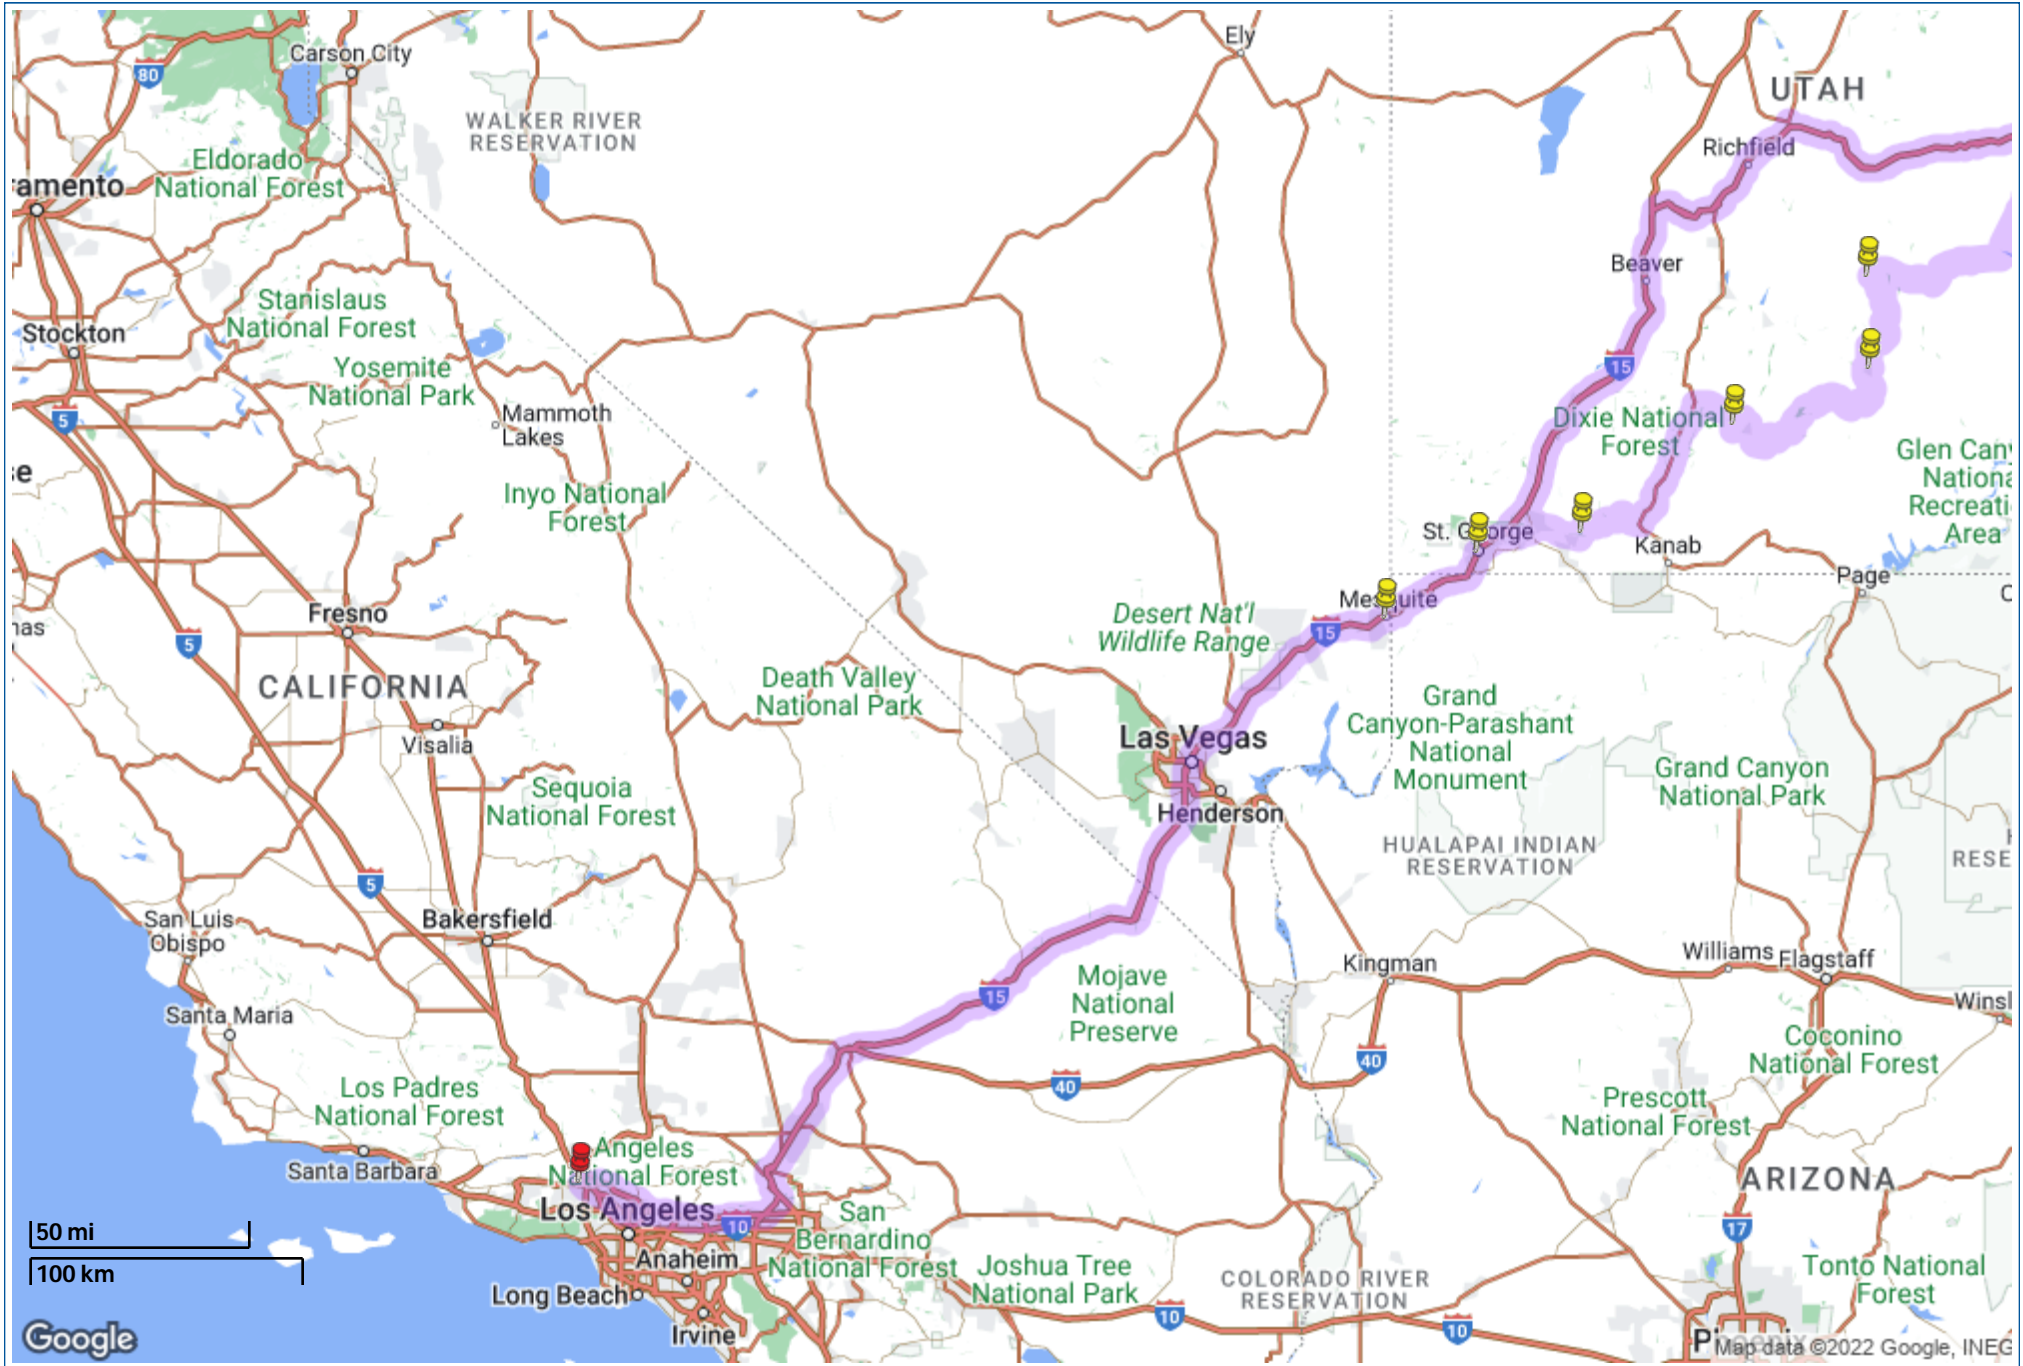 Carson City
Ely
80
UTAH
WALKER RIVER
RESERVATION
Richfield
Eldorado
National Forest
ramento
Beaver
Stanislaus
National Forest
Stockton
Yosemite
National Park
15
Mammoth
Lakes
5
Dixie National
Forest
Glen Can
Nationa
Recreati
Area
se
Inyo National
Forest
St. George
Kanab
Page
C
Mesquite
Fresno
Desert Nat'l
Wildlife Range
15
nas
5
CALIFORNIA
Death Valley
National Park
Grand
Canyon-Parashant
National
Monument
Visalia
Las Vegas
Grand Canyon
National Park
Sequoia
National Forest
Henderson
HUALAPAI INDIAN
RESERVATION
RESE
5
San Luis
Obispo
Bakersfield
Kingman
Williams
Flagstaff
Mojave
National
Preserve
15
Winsl
Santa Maria
Coconino
National Forest
40
40
Los Padres
National Forest
Prescott
National Forest
Angeles
National Forest
Santa Barbara
ARIZONA
Los Angeles
10
San
Bernardino
National Forest
17
50 mi
100 km
Anaheim
Joshua Tree
National Park
COLORADO RIVER
RESERVATION
Tonto National
Forest
Long Beach
10
10
Irvine
Google
Phoenix
Map data ©2022 Google, INEG